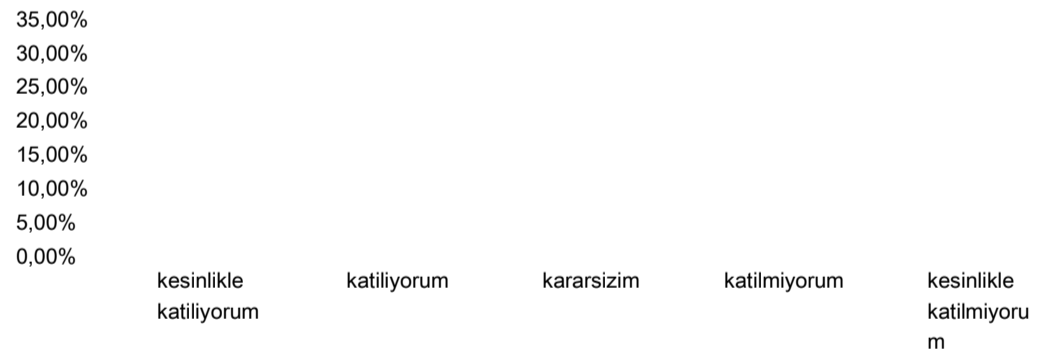 35,00%
30,00%
25,00%
20,00%
15,00%
10,00%
5,00%
0,00%
kesinlikle katiliyorum kararsizim katilmiyorum kesinlikle
katiliyorum katilmiyoru
m